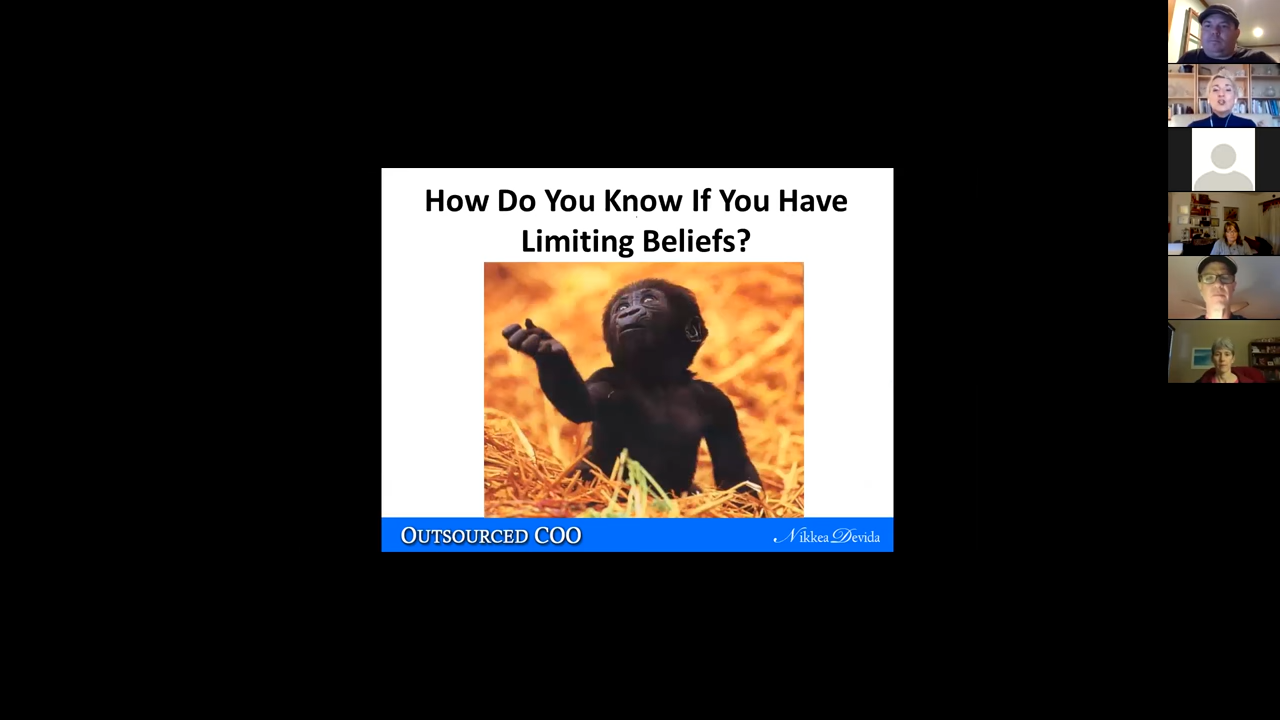 How Do You Know If You Have
Limiting Beliefs?
OUTSOURCED COO
Nikkea Devida